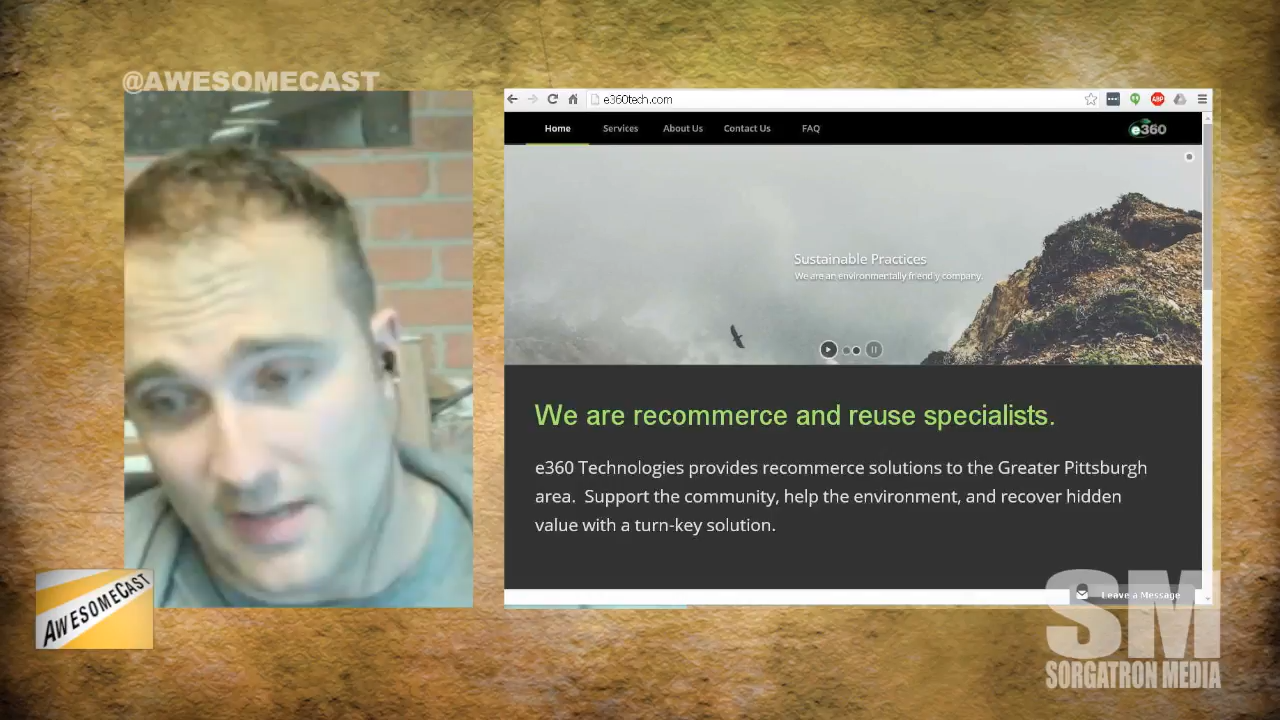 @AWESOMECAST
e360tech.com
ABP
Home Services About Us Contact Us FAQ
e360
Sustainable Practices
We are an environmentally friendly company.
We are recommerce and reuse specialists.
e360 Technologies provides recommerce solutions to the Greater Pittsburgh
area. Support the community, help the environment, and recover hidden
value with a turn-key solution.
Leave a Message
AWESOMECAST
SM
SORGATRON MEDIA